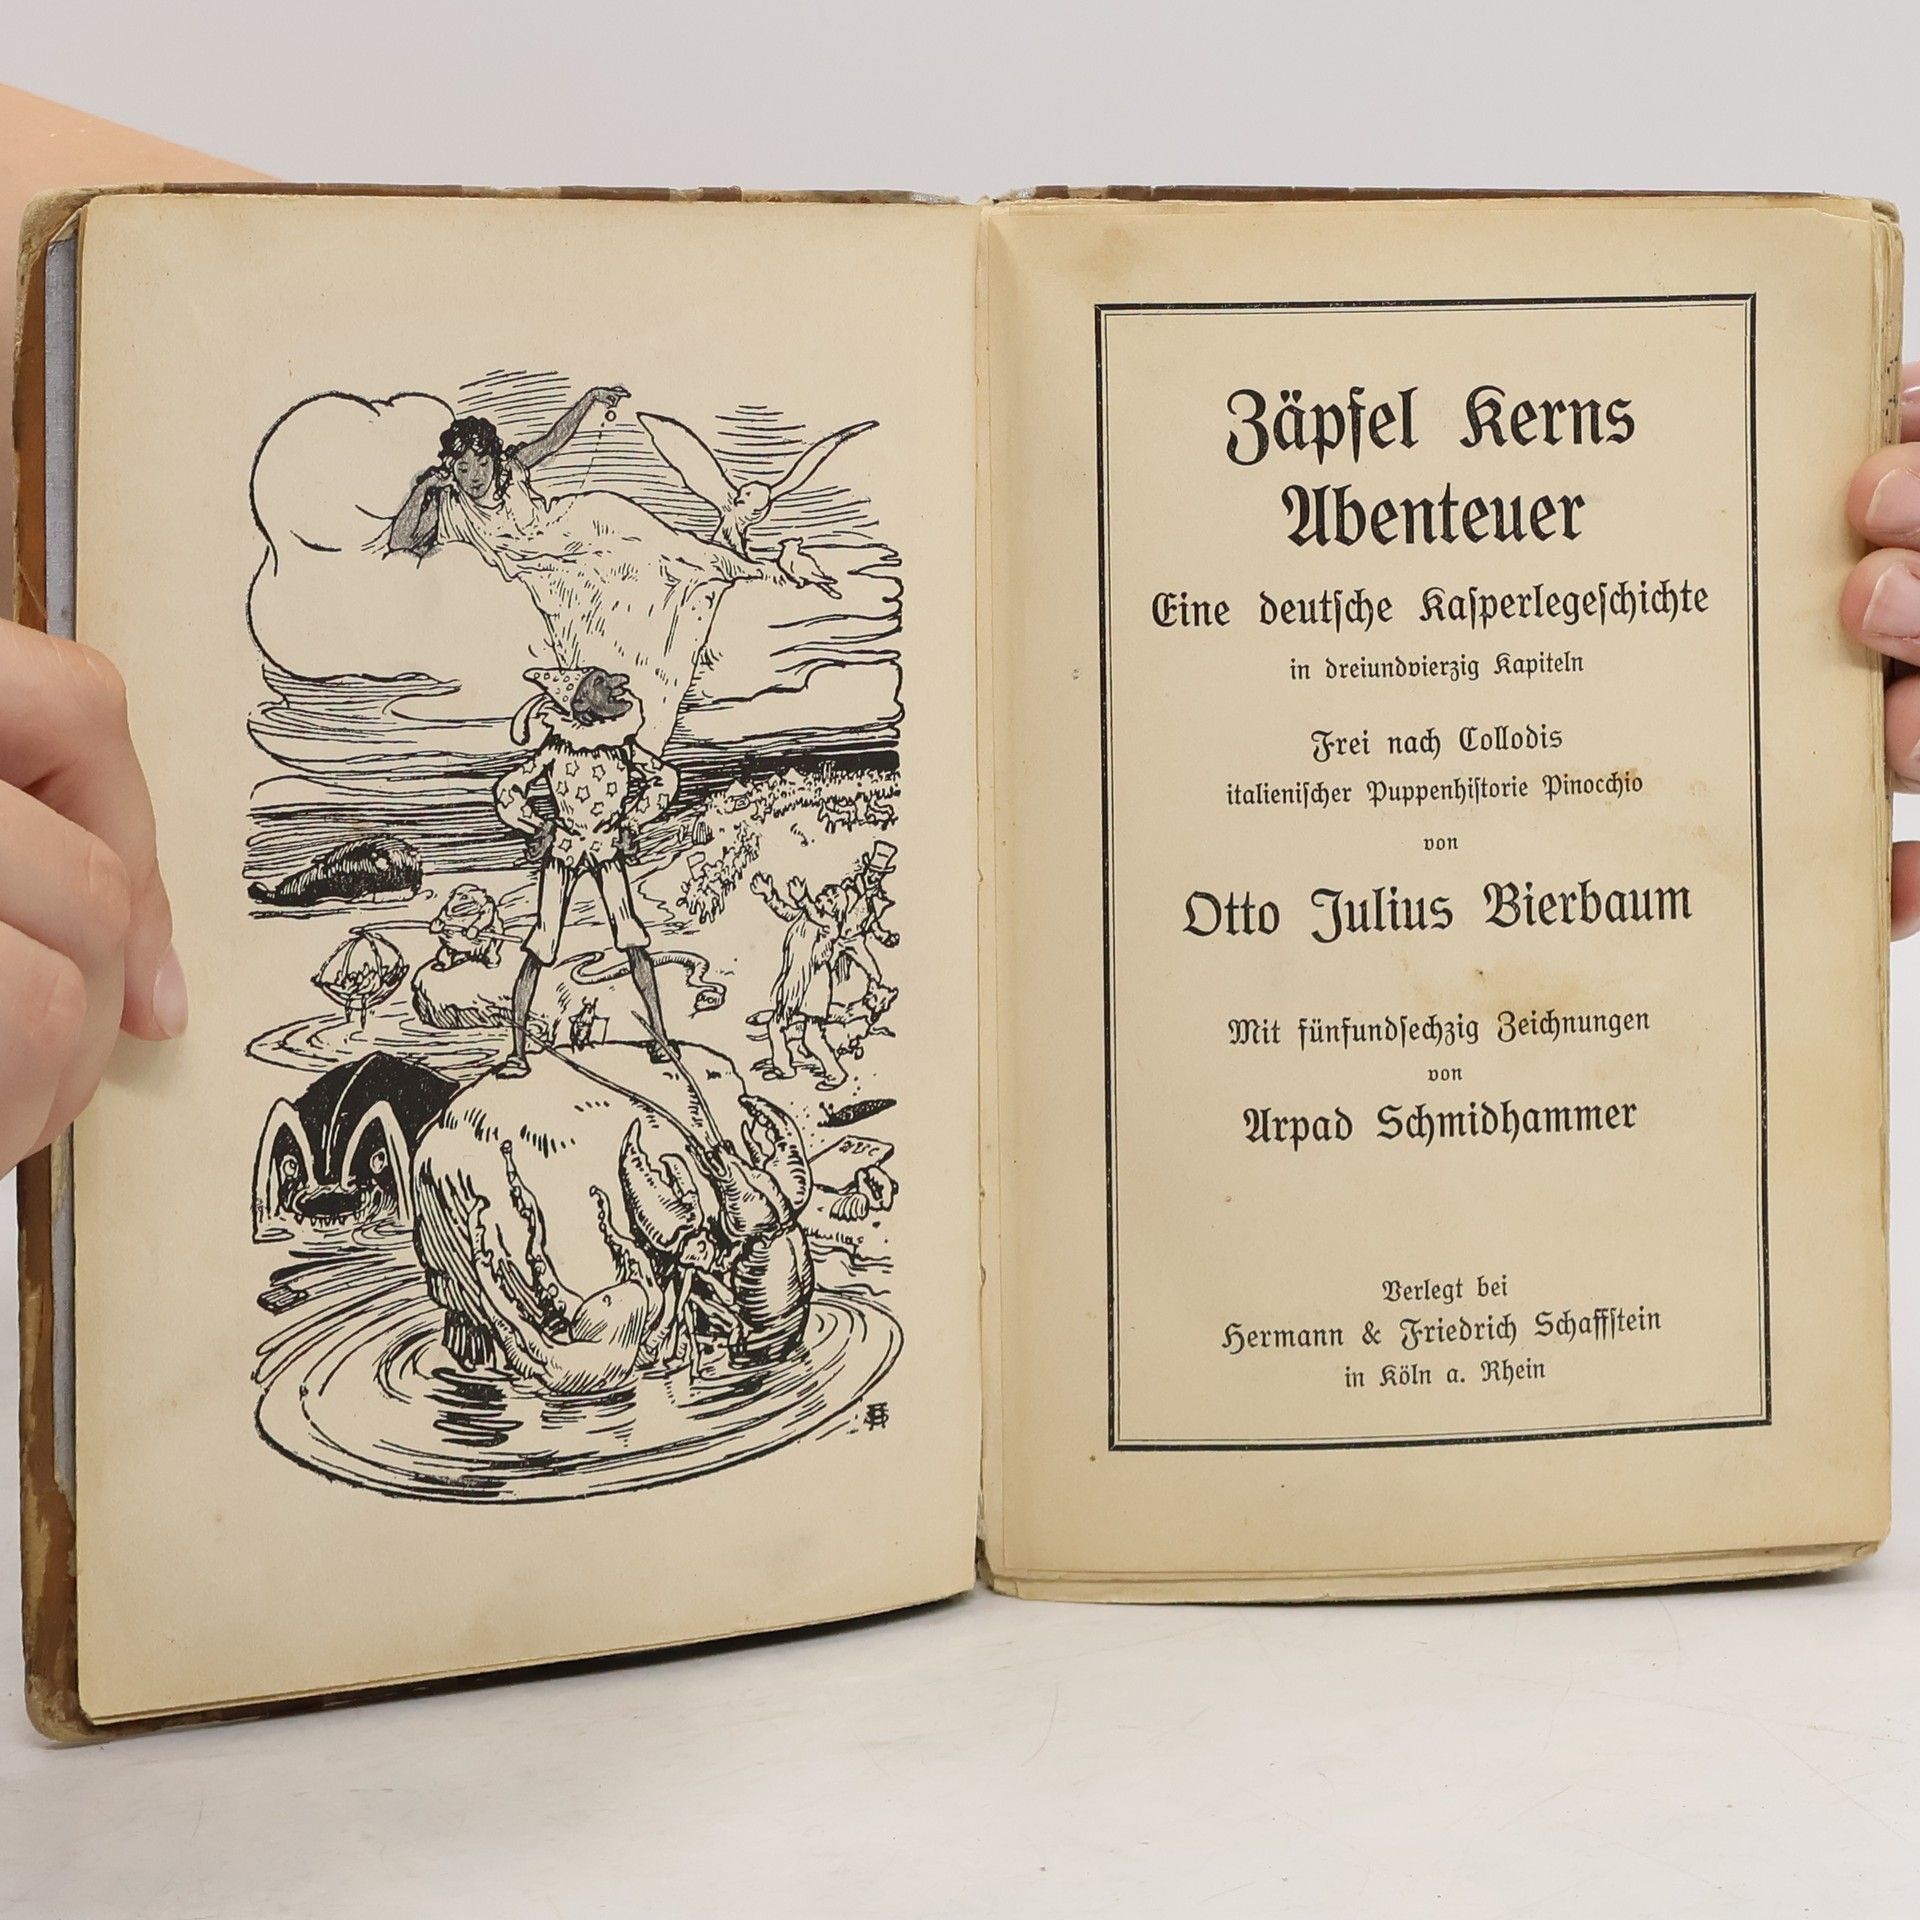 ABC
Zäpfel Kerns
Abenteuer
Eine deutſche Kaſperlegeſchichte
in dreiundvierzig Kapiteln
Frei nach Collodis
italieniſcher Puppenhiſtorie Pinocchio
von
Otto Julius Bierbaum
Mit fünfundſechzig Zeichnungen
von
Arpad Schmidhammer
Verlegt bei
Hermann & Friedrich Schaffſtein
in Köln a. Rhein